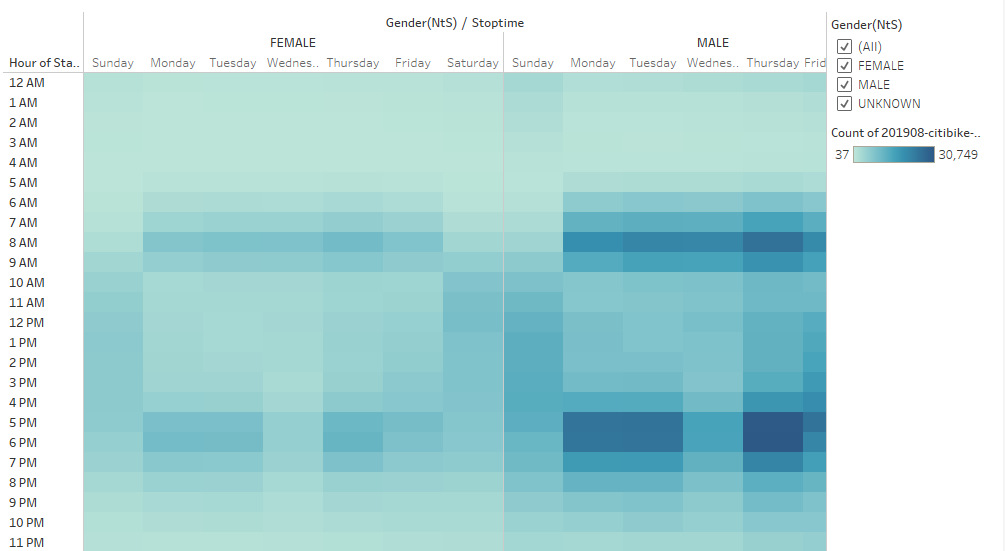 Gender(NtS) / Stoptime
FEMALE MALE
Hour of Sta.. Sunday Monday Tuesday Wednes.. Thursday Friday Saturday Sunday Monday Tuesday Wednes.. Thursday Frid
12 AM
1 AM
2 AM
3 AM
4 AM
5 AM
6 AM
7 AM
8 AM
9 AM
10 AM
11 AM
12 PM
1 PM
2 PM
3 PM
4 PM
5 PM
6 PM
7 PM
8 PM
9 PM
10 PM
11 PM
Gender(NtS)
(All)
FEMALE
MALE
UNKNOWN
Count of 201908-citibike-..
37 30,749